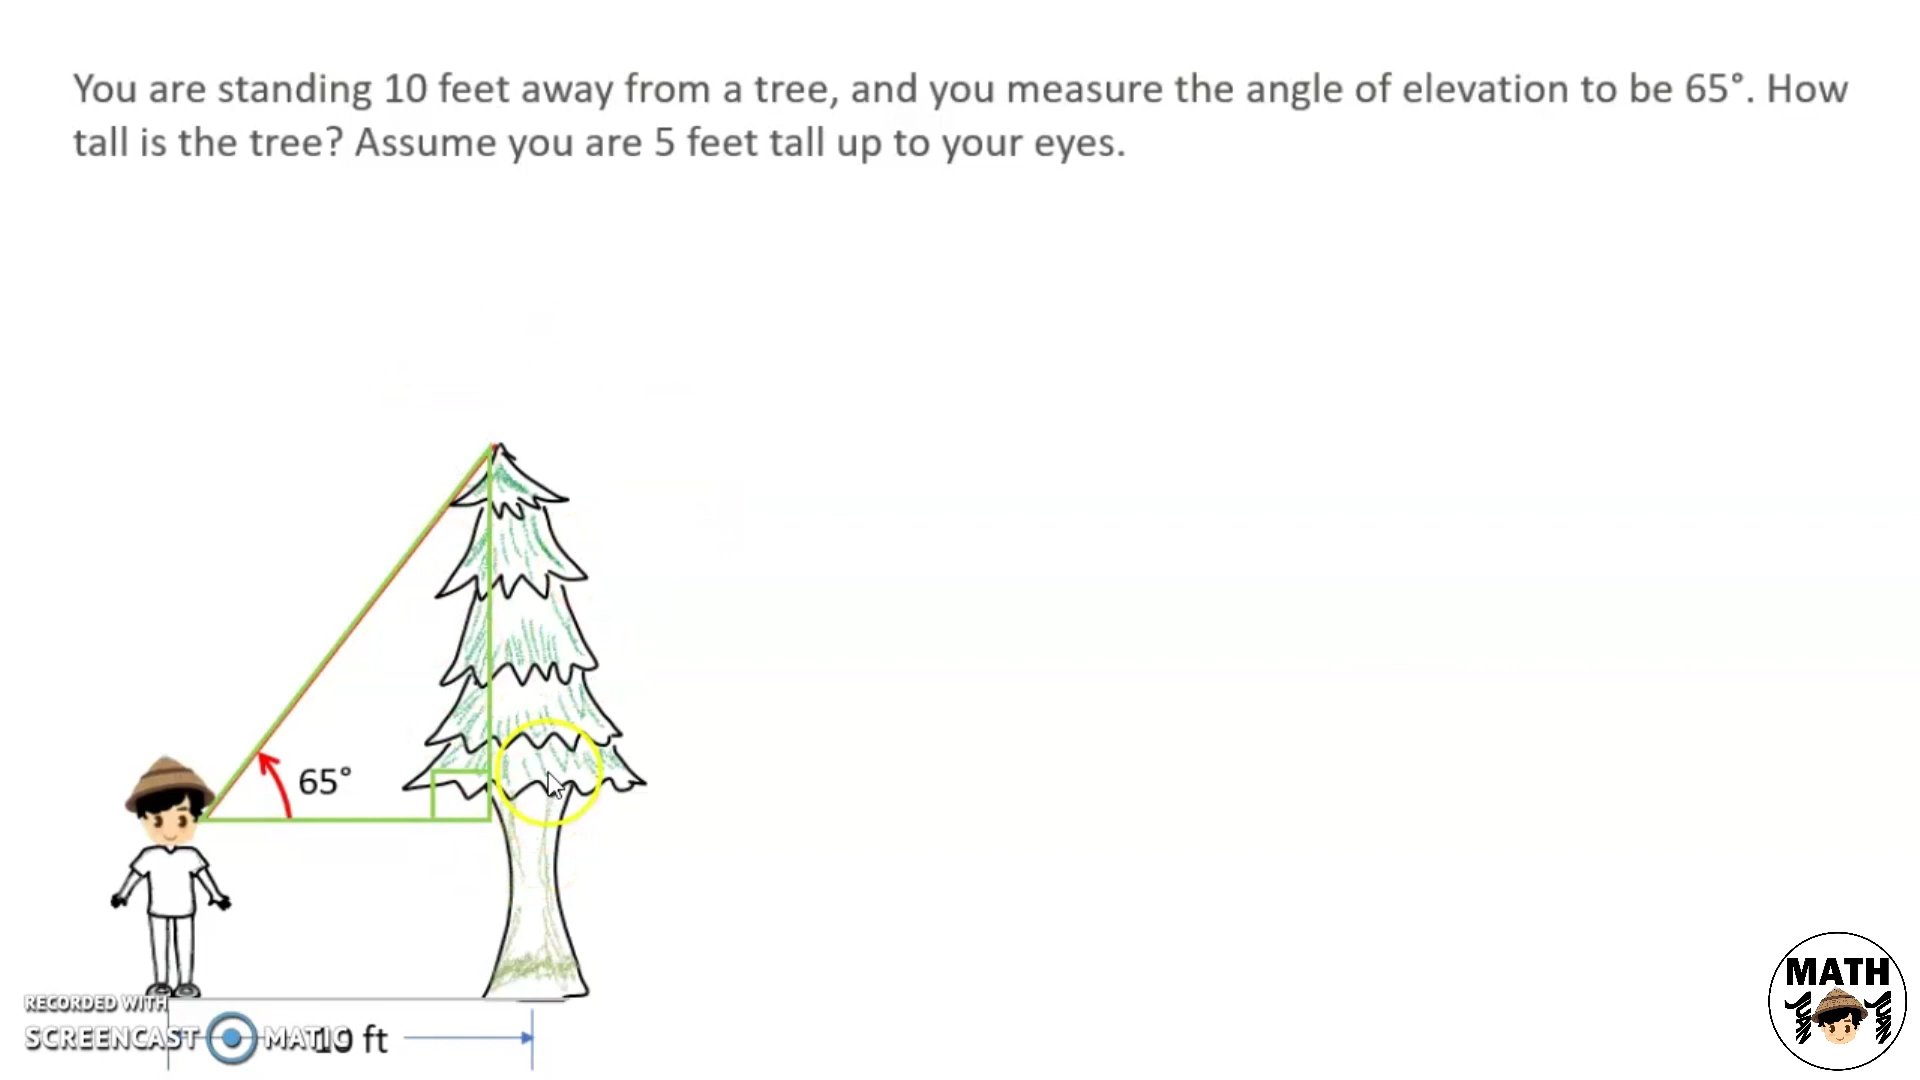 You are standing 10 feet away from a tree, and you measure the angle of elevation to be 65°. How
tall is the tree? Assume you are 5 feet tall up to your eyes.
65°
RECORDED WITH
SCREENCAST MATIC
10 ft
MATH